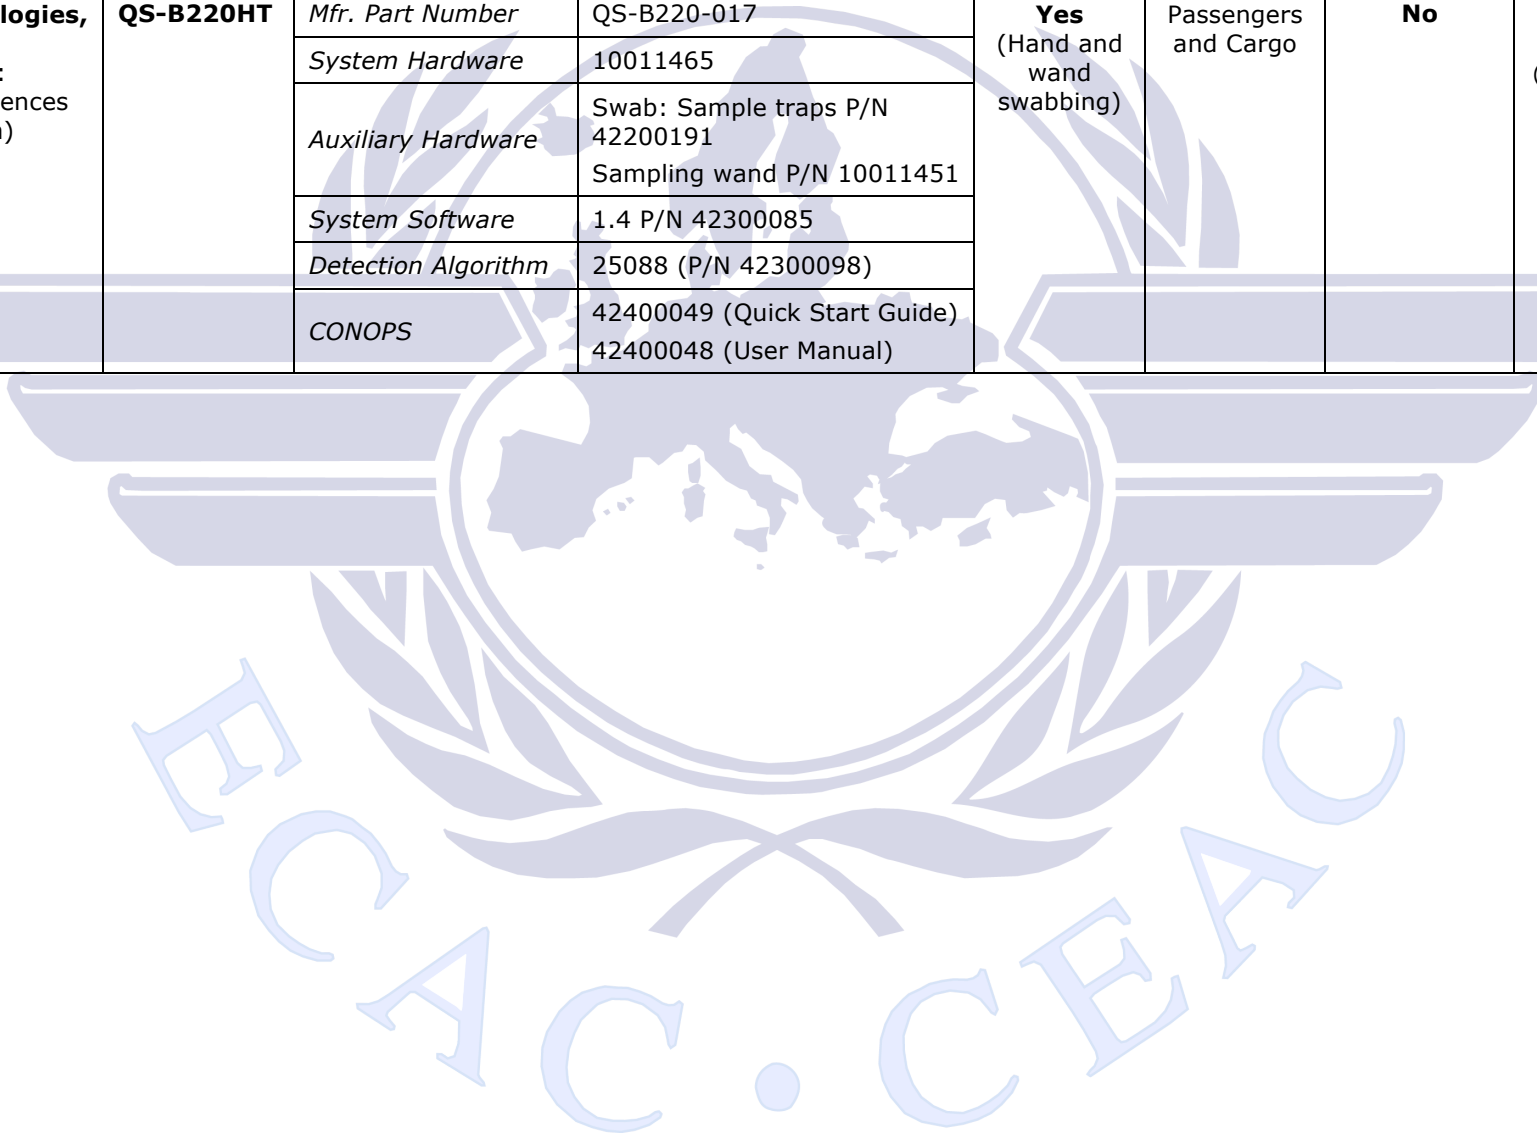 logies,
ences
QS-B220HT
Mfr. Part Number
QS-B220-017
System Hardware
10011465
Auxiliary Hardware
Swab: Sample traps P/N
42200191
Sampling wand P/N 10011451
System Software
1.4 P/N 42300085
Detection Algorithm
25088 (P/N 42300098)
CONOPS
42400049 (Quick Start Guide)
42400048 (User Manual)
Yes
(Hand and
wand
swabbing)
Passengers
and Cargo
No
ECAC • CEAC